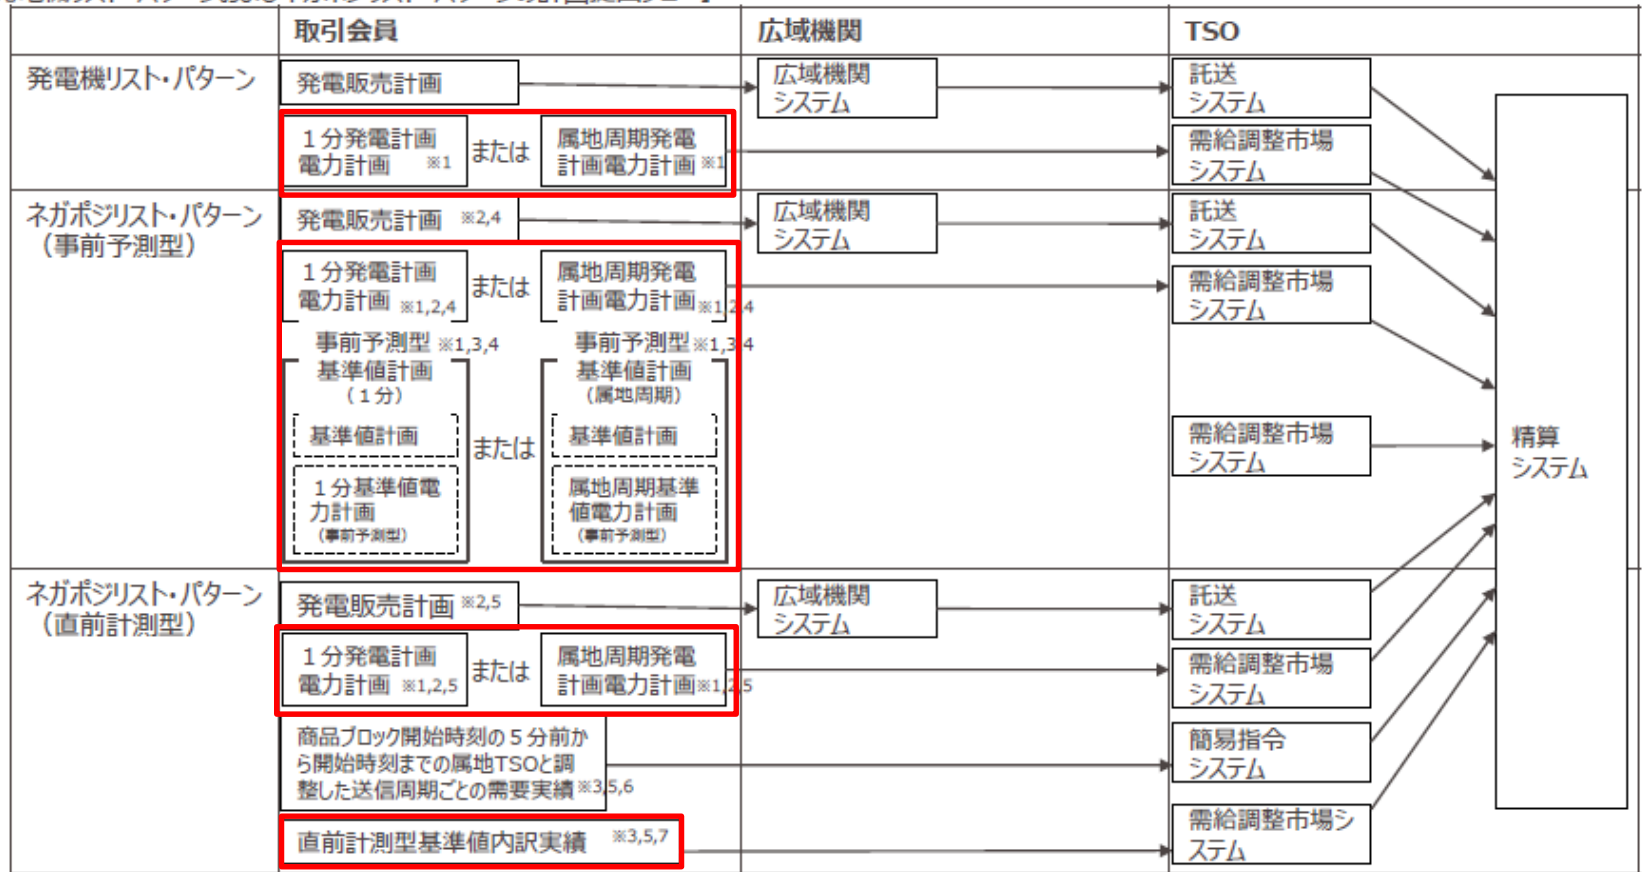 取引会員
広域機関
TSO
発電機リスト・パターン
発電販売計画
広域機関
システム
託送
システム
１分発電計画
電力計画 ※1
または
属地周期発電
計画電力計画 ※1
需給調整市場
システム
ネガポジリスト・パターン
（事前予測型）
発電販売計画 ※2,4
広域機関
システム
託送
システム
１分発電計画
電力計画 ※1,2,4
または
属地周期発電
計画電力計画※1,2,4
需給調整市場
システム
事前予測型 ※1,3,4
基準値計画
（１分）
基準値計画
１分基準値電
力計画
（事前予測型）
または
事前予測型※1,3,4
基準値計画
（属地周期）
基準値計画
属地周期基準
値電力計画
（事前予測型）
需給調整市場
システム
精算
システム
ネガポジリスト・パターン
（直前計測型）
発電販売計画 ※2,5
広域機関
システム
託送
システム
１分発電計画
電力計画 ※1,2,5
または
属地周期発電
計画電力計画※1,2,5
需給調整市場
システム
商品ブロック開始時刻の５分前か
ら開始時刻までの属地TSOと調
整した送信周期ごとの需要実績※3,5,6
簡易指令
システム
直前計測型基準値内訳実績 ※3,5,7
需給調整市場シ
ステム